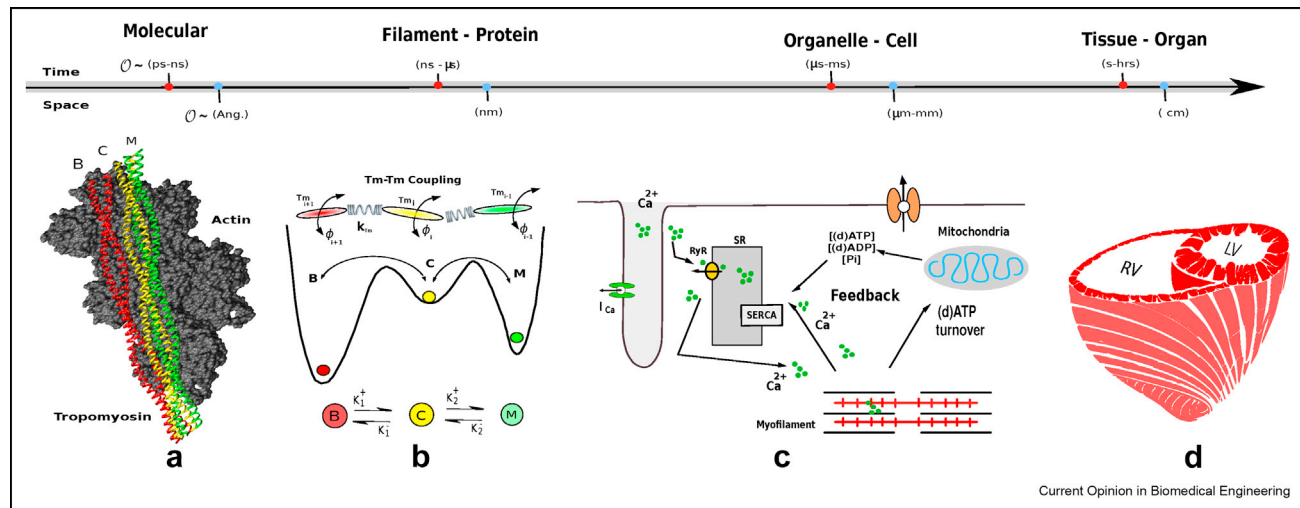 Molecular
Filament - Protein
Organelle - Cell
Tissue - Organ
Time
𝒪 ~ (ps-ns)
(ns - μs)
(μs-ms)
(s-hrs)
Space
𝒪 ~ (Ang.)
(nm)
(μm-mm)
( cm)
B C M
Actin
Tropomyosin
a
Tm-Tm Coupling
Tm i+1
Tm i
Tm i-1
k Tm
ϕ i+1
ϕ i
ϕ i-1
B
C
M
B K1+ K1- C K2+ K2- M
b
2+
Ca
RyR
SR
I Ca
SERCA
[(d)ATP]
[(d)ADP]
[Pi]
Mitochondria
Feedback
2+
Ca
(d)ATP
turnover
2+
Ca
Myofilament
c
RV
LV
d
Current Opinion in Biomedical Engineering